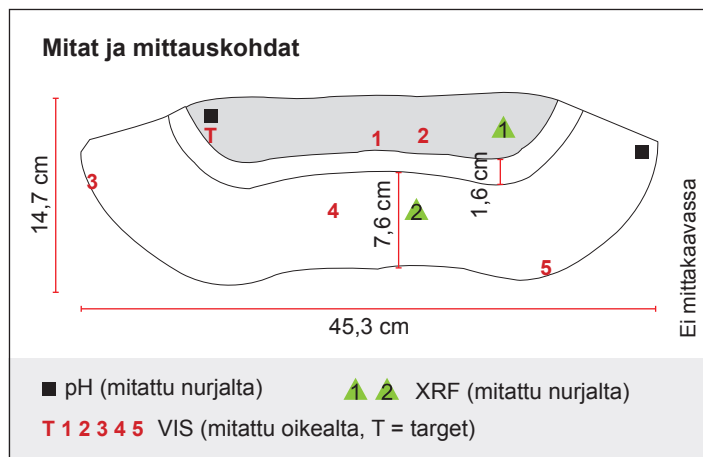 Mitat ja mittauskohdat
1
T
1
2
3
4
2
5
14,7 cm
7,6 cm
1,6 cm
45,3 cm
Ei mittakaavassa
pH (mitattu nurjalta)
1 2 XRF (mitattu nurjalta)
T 1 2 3 4 5 VIS (mitattu oikealta, T = target)